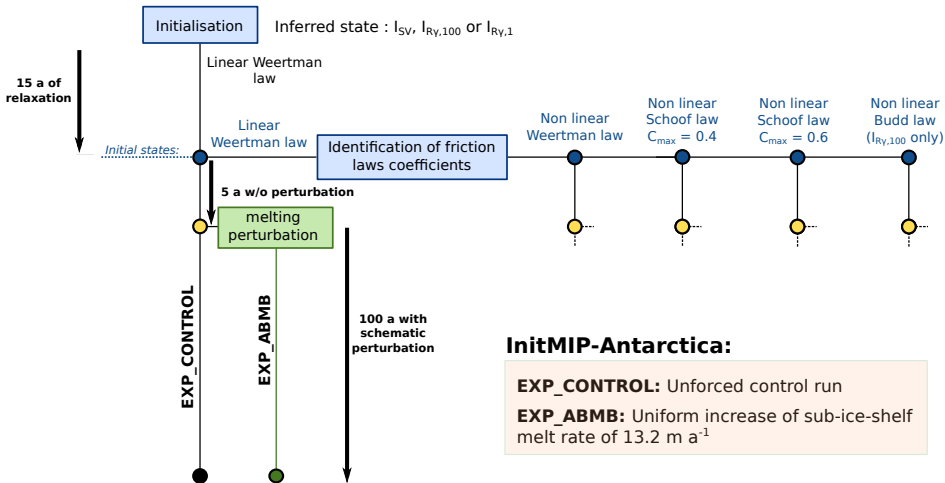 Initialisation
Inferred state : I_SV, I_Rγ,100 or I_Rγ,1
15 a of
relaxation
Linear Weertman
law
Initial states:
Linear
Weertman law
Identification of friction
laws coefficients
Non linear
Weertman law
Non linear
Schoof law
C_max = 0.4
Non linear
Schoof law
C_max = 0.6
Non linear
Budd law
(I_Rγ,100 only)
5 a w/o perturbation
melting
perturbation
EXP_CONTROL
EXP_ABMB
100 a with
schematic
perturbation
InitMIP-Antarctica:
EXP_CONTROL: Unforced control run
EXP_ABMB: Uniform increase of sub-ice-shelf
melt rate of 13.2 m a⁻¹